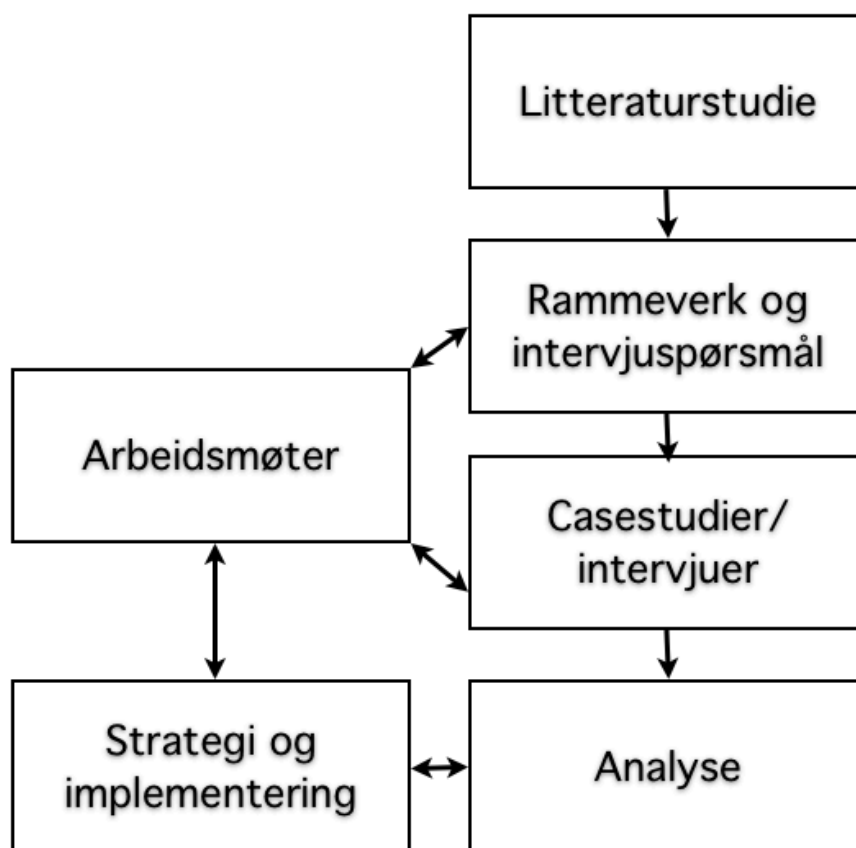 Litteraturstudie
Rammeverk og
intervjuspørsmål
Arbeidsmøter
Casestudier/
intervjuer
Strategi og
implementering
Analyse